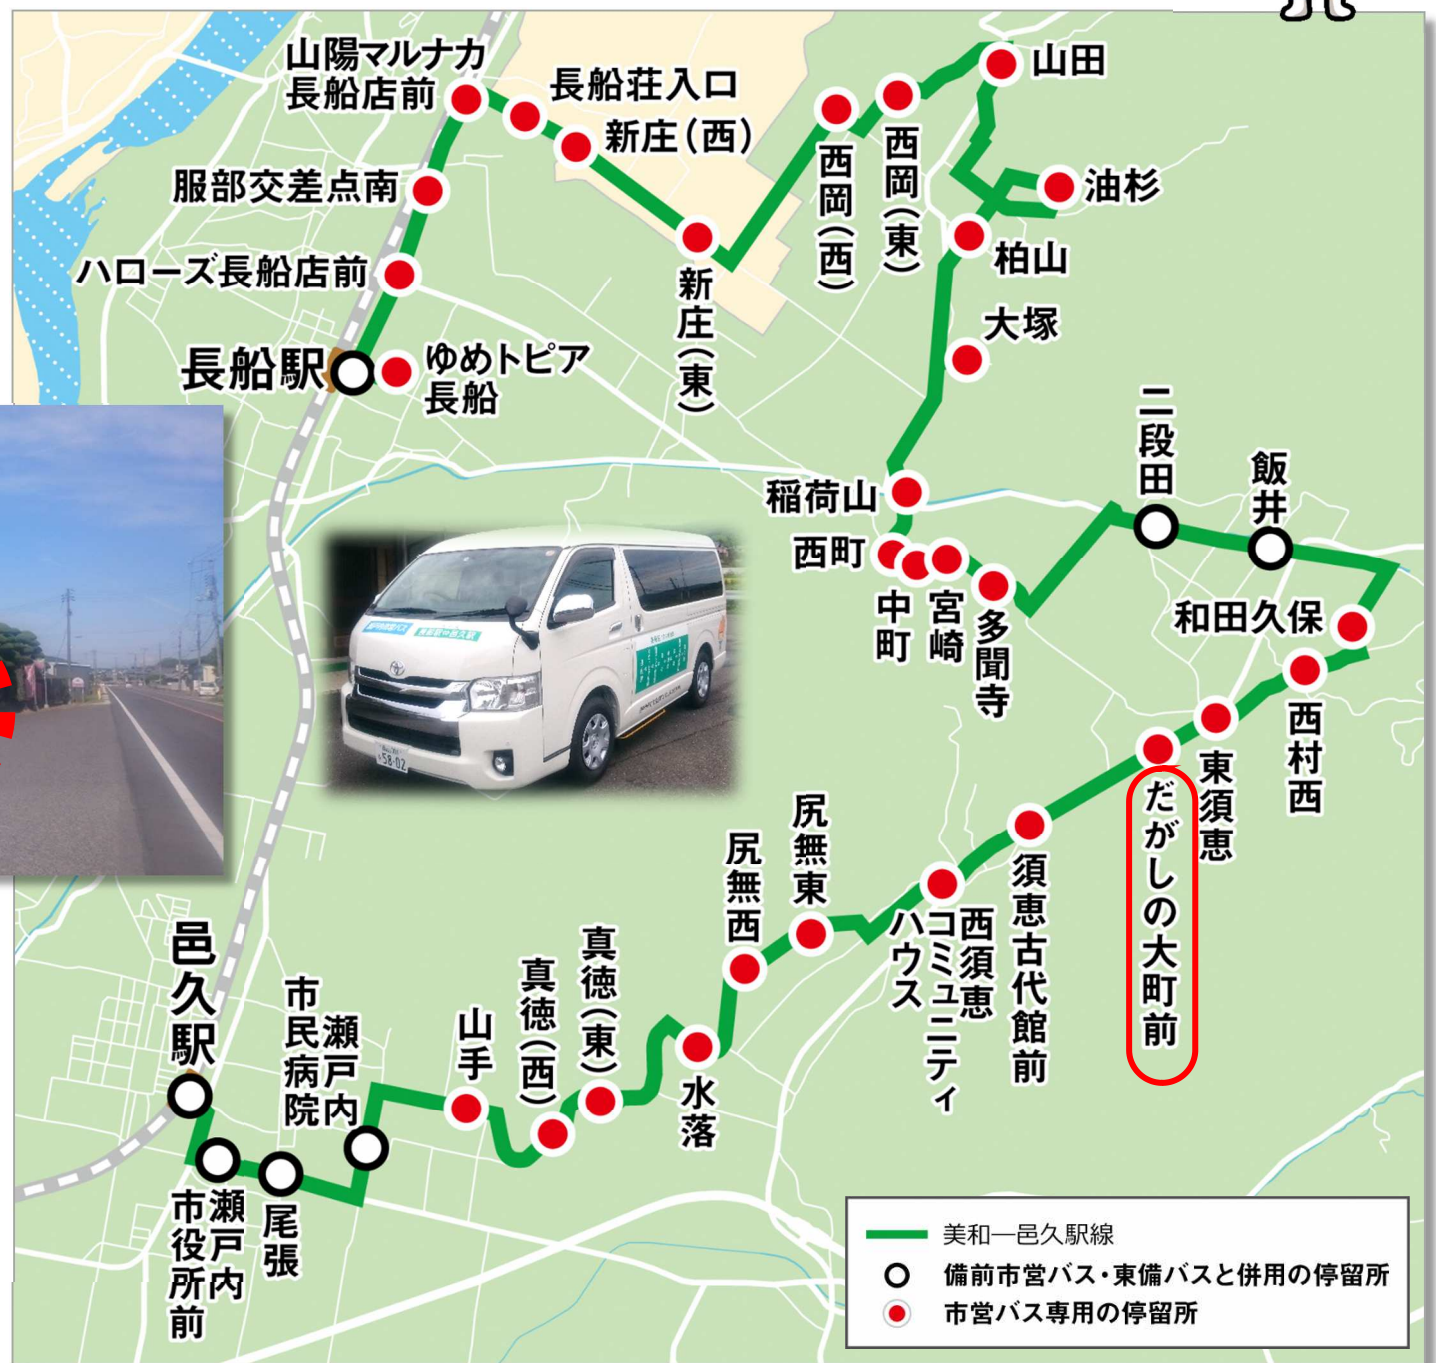 山陽マルナカ
長船店前
長船荘入口
新庄（西）
服部交差点南
ハローズ長船店前
長船駅
ゆめトピア
長船
新庄（東）
西岡（西）
西岡（東）
山田
油杉
柏山
大塚
稲荷山
西町
中町
宮崎
多聞寺
二段田
飯井
和田久保
西村西
東須恵
だがしの大町前
須恵古代館前
西須恵
コミュニティ
ハウス
尻無東
尻無西
水落
真徳（東）
真徳（西）
山手
瀬戸内
市民病院
邑久駅
尾張
瀬戸内
市役所前
58-02
美和―邑久駅線
備前市営バス・東備バスと併用の停留所
市営バス専用の停留所